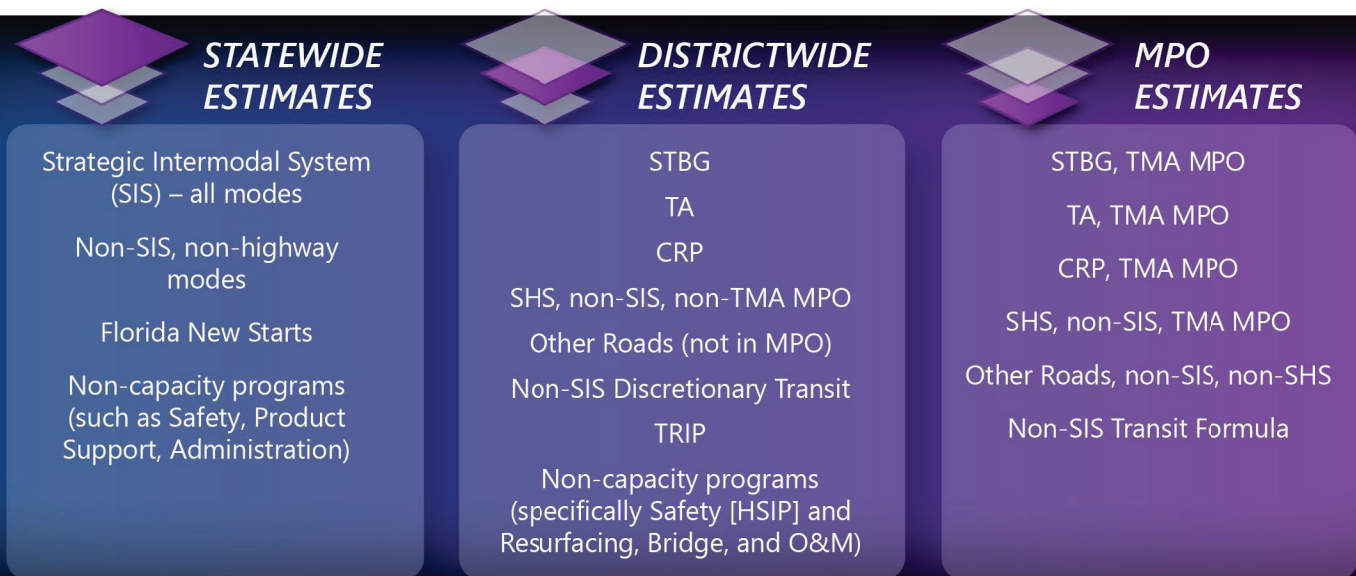 STATEWIDE
ESTIMATES
Strategic Intermodal System
(SIS) – all modes
Non-SIS, non-highway
modes
Florida New Starts
Non-capacity programs
(such as Safety, Product
Support, Administration)
DISTRICTWIDE
ESTIMATES
STBG
TA
CRP
SHS, non-SIS, non-TMA MPO
Other Roads (not in MPO)
Non-SIS Discretionary Transit
TRIP
Non-capacity programs
(specifically Safety [HSIP] and
Resurfacing, Bridge, and O&M)
MPO
ESTIMATES
STBG, TMA MPO
TA, TMA MPO
CRP, TMA MPO
SHS, non-SIS, TMA MPO
Other Roads, non-SIS, non-SHS
Non-SIS Transit Formula